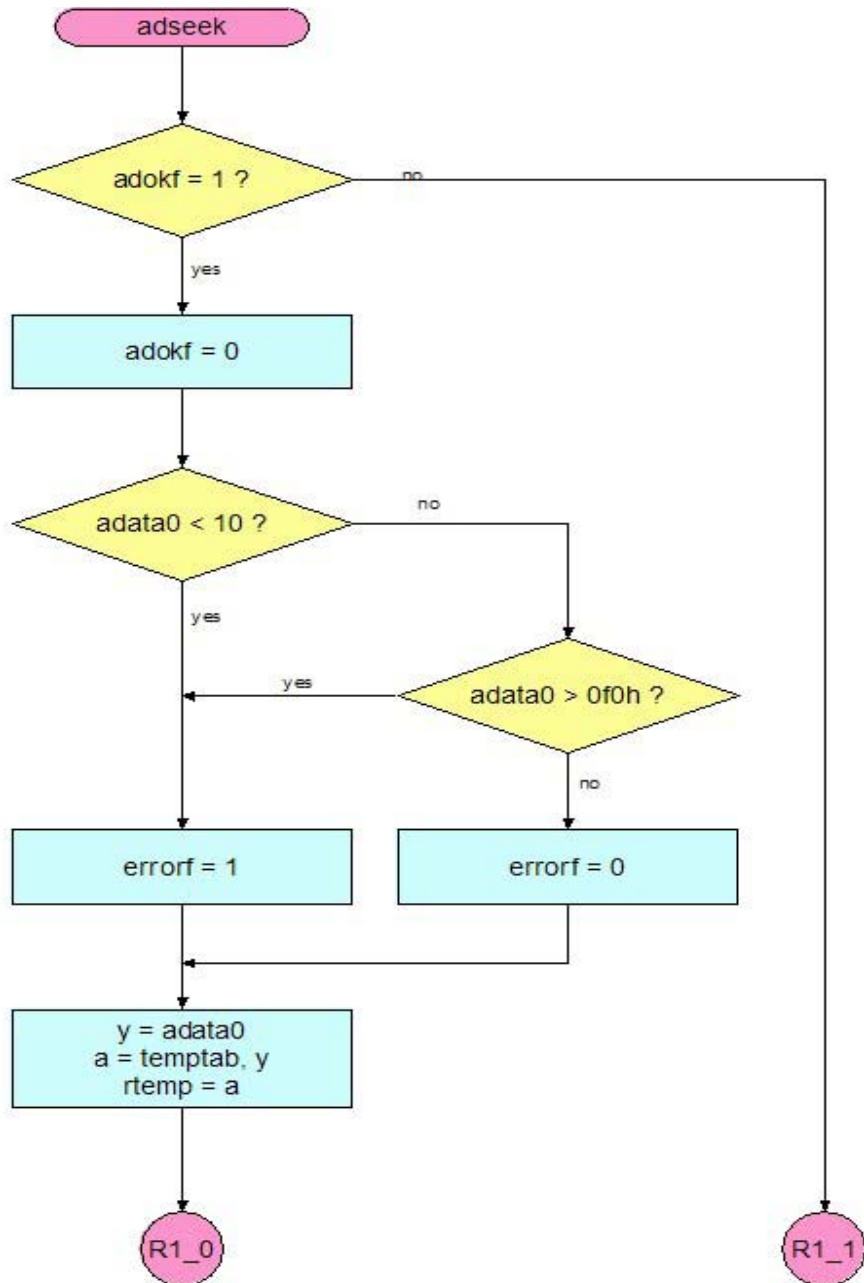 adseek
adokf = 1 ?
no
yes
adokf = 0
adata0 < 10 ?
no
yes
yes
adata0 > 0f0h ?
no
errorf = 1
errorf = 0
y = adata0
a = temptab, y
rtemp = a
R1_0
R1_1